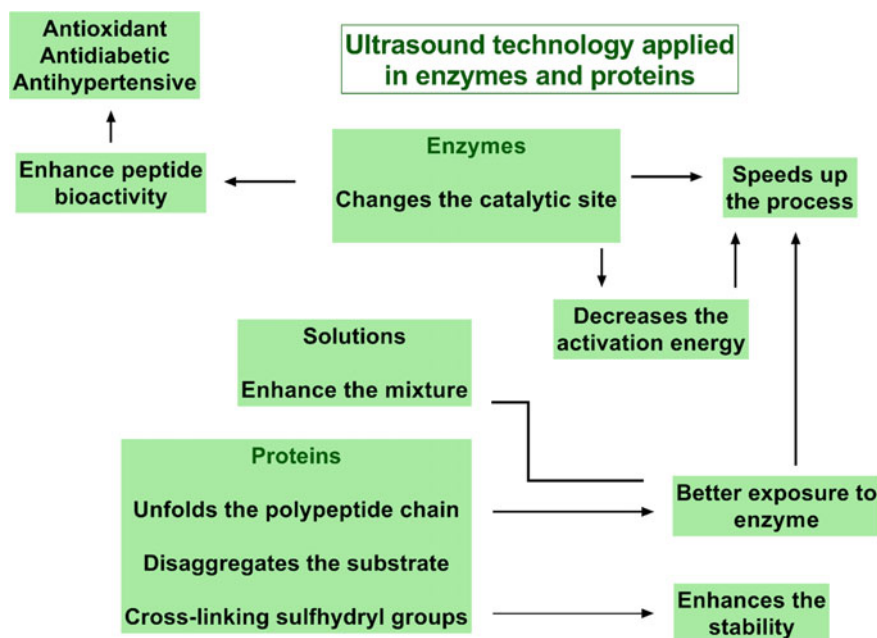 Antioxidant
Antidiabetic
Antihypertensive
Ultrasound technology applied
in enzymes and proteins
Enhance peptide
bioactivity
Enzymes
Changes the catalytic site
Speeds up
the process
Decreases the
activation energy
Solutions
Enhance the mixture
Proteins
Unfolds the polypeptide chain
Disaggregates the substrate
Cross-linking sulfhydryl groups
Better exposure to
enzyme
Enhances the
stability